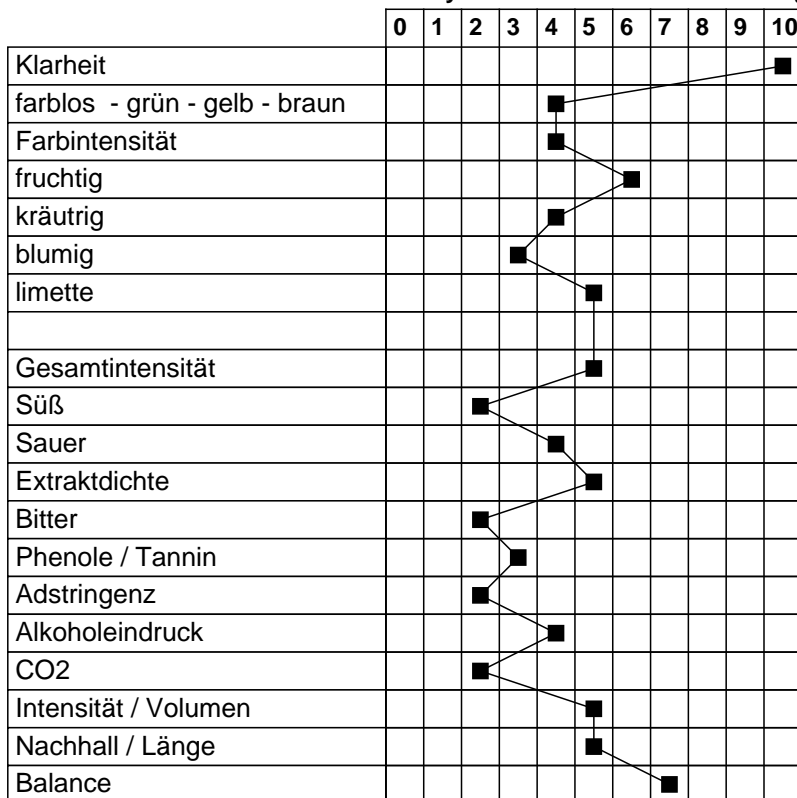 0 1 2 3 4 5 6 7 8 9 10
Klarheit
farblos - grün - gelb - braun
Farbintensität
fruchtig
kräutrig
blumig
limette
Gesamtintensität
Süß
Sauer
Extraktdichte
Bitter
Phenole / Tannin
Adstringenz
Alkoholeindruck
CO2
Intensität / Volumen
Nachhall / Länge
Balance